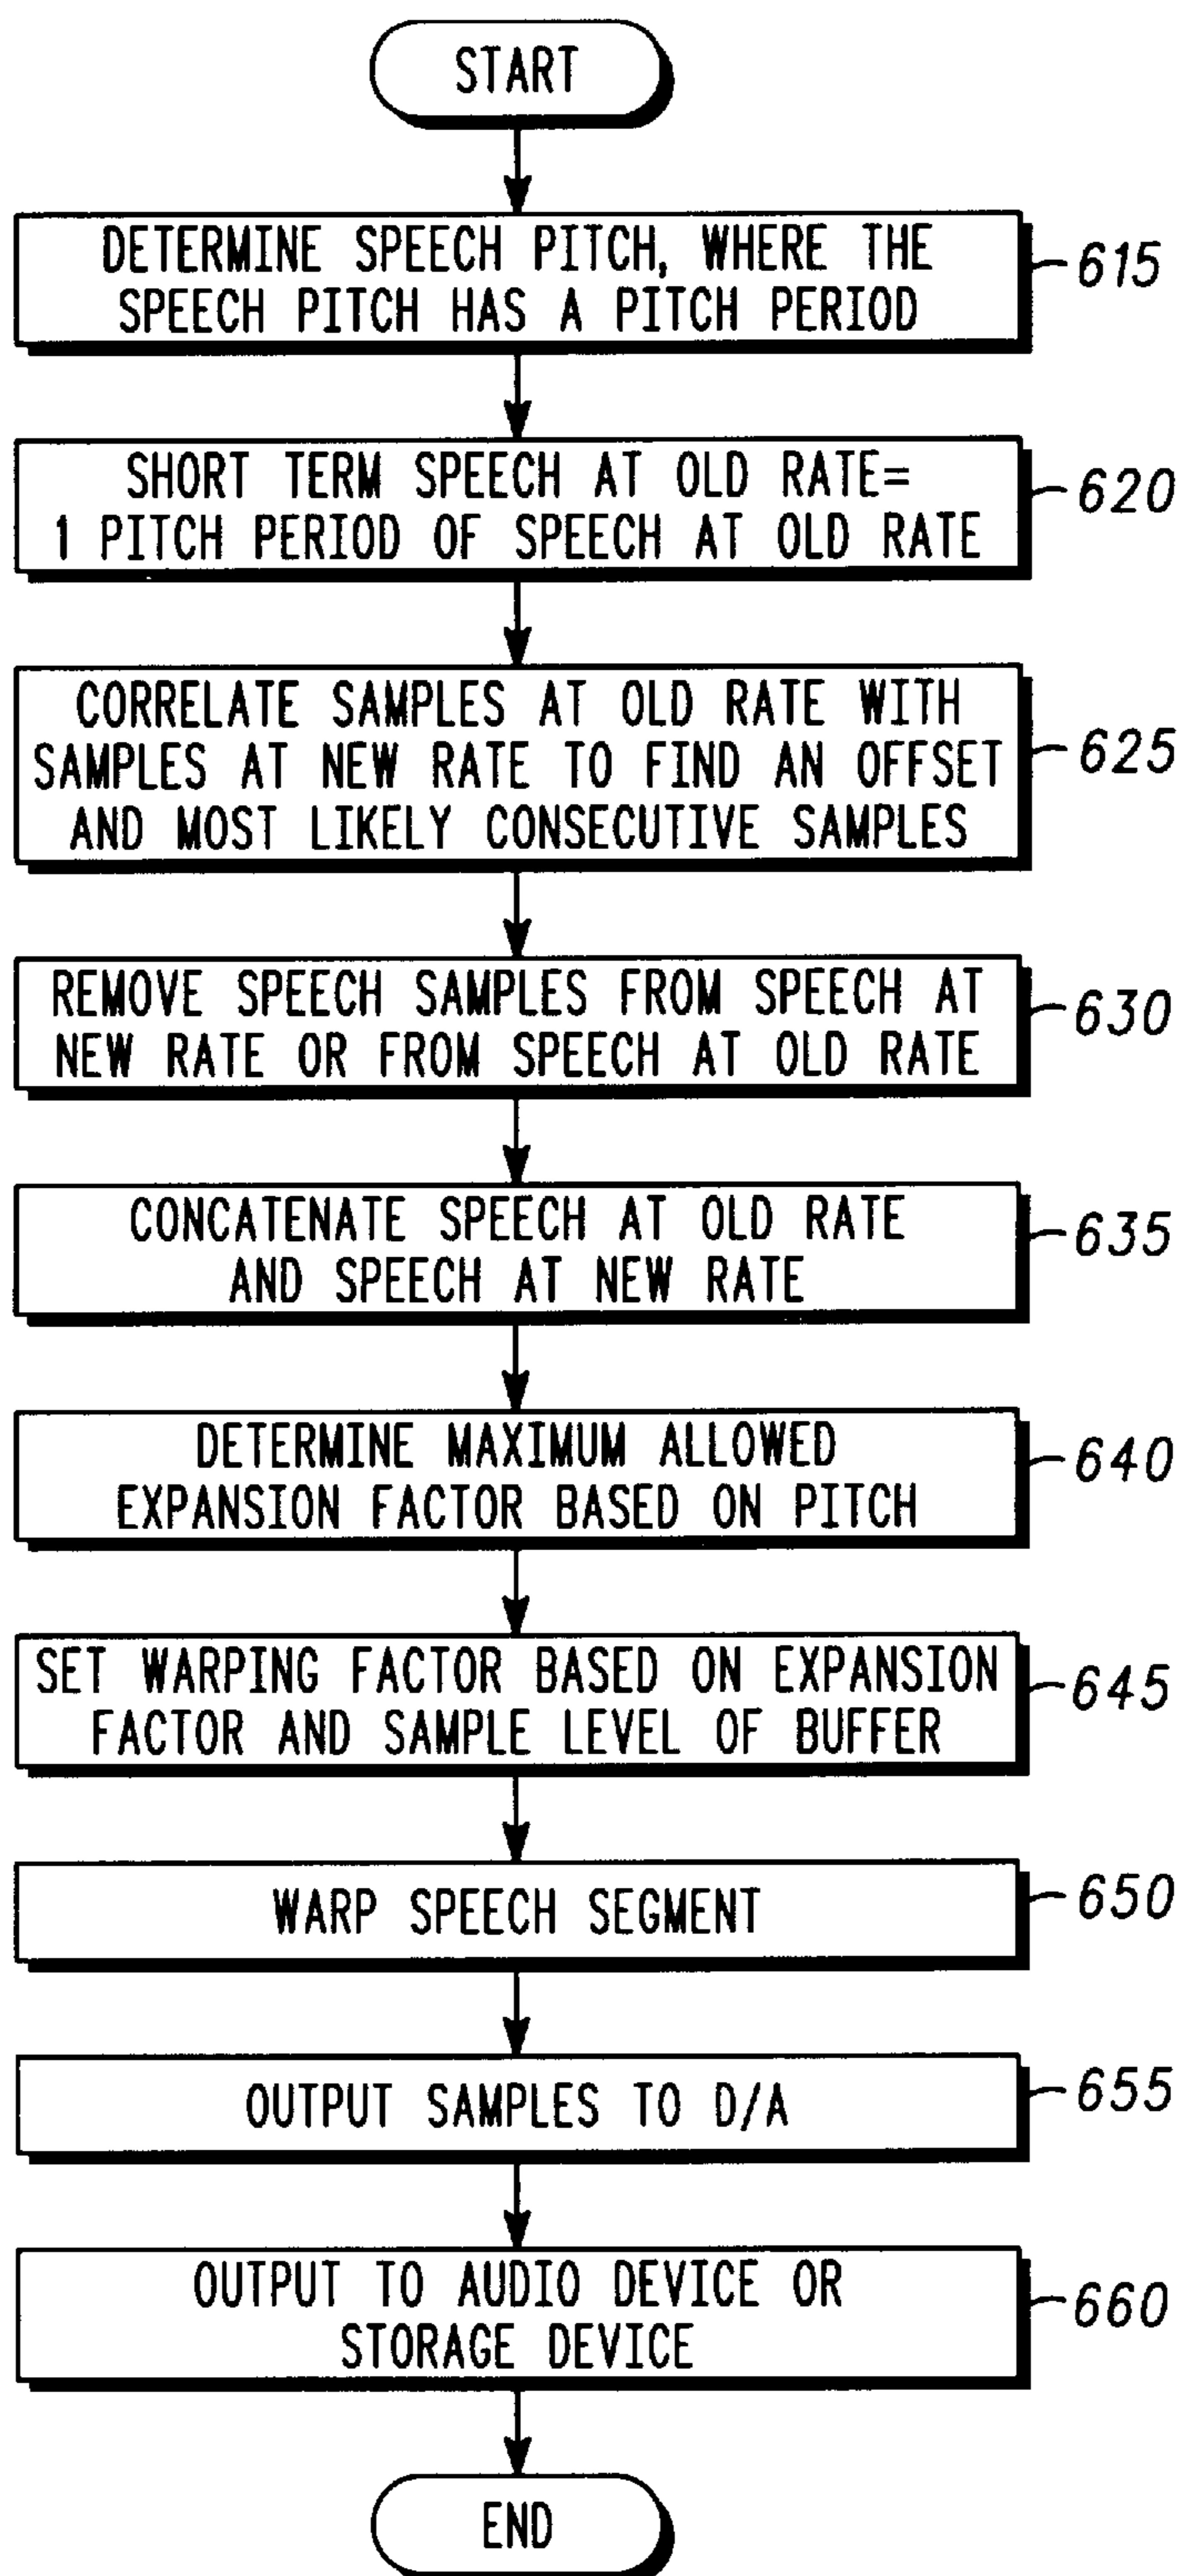 START
DETERMINE SPEECH PITCH, WHERE THE
SPEECH PITCH HAS A PITCH PERIOD
615
SHORT TERM SPEECH AT OLD RATE=
1 PITCH PERIOD OF SPEECH AT OLD RATE
620
CORRELATE SAMPLES AT OLD RATE WITH
SAMPLES AT NEW RATE TO FIND AN OFFSET
AND MOST LIKELY CONSECUTIVE SAMPLES
625
REMOVE SPEECH SAMPLES FROM SPEECH AT
NEW RATE OR FROM SPEECH AT OLD RATE
630
CONCATENATE SPEECH AT OLD RATE
AND SPEECH AT NEW RATE
635
DETERMINE MAXIMUM ALLOWED
EXPANSION FACTOR BASED ON PITCH
640
SET WARPING FACTOR BASED ON EXPANSION
FACTOR AND SAMPLE LEVEL OF BUFFER
645
WARP SPEECH SEGMENT
650
OUTPUT SAMPLES TO D/A
655
OUTPUT TO AUDIO DEVICE OR
STORAGE DEVICE
660
END